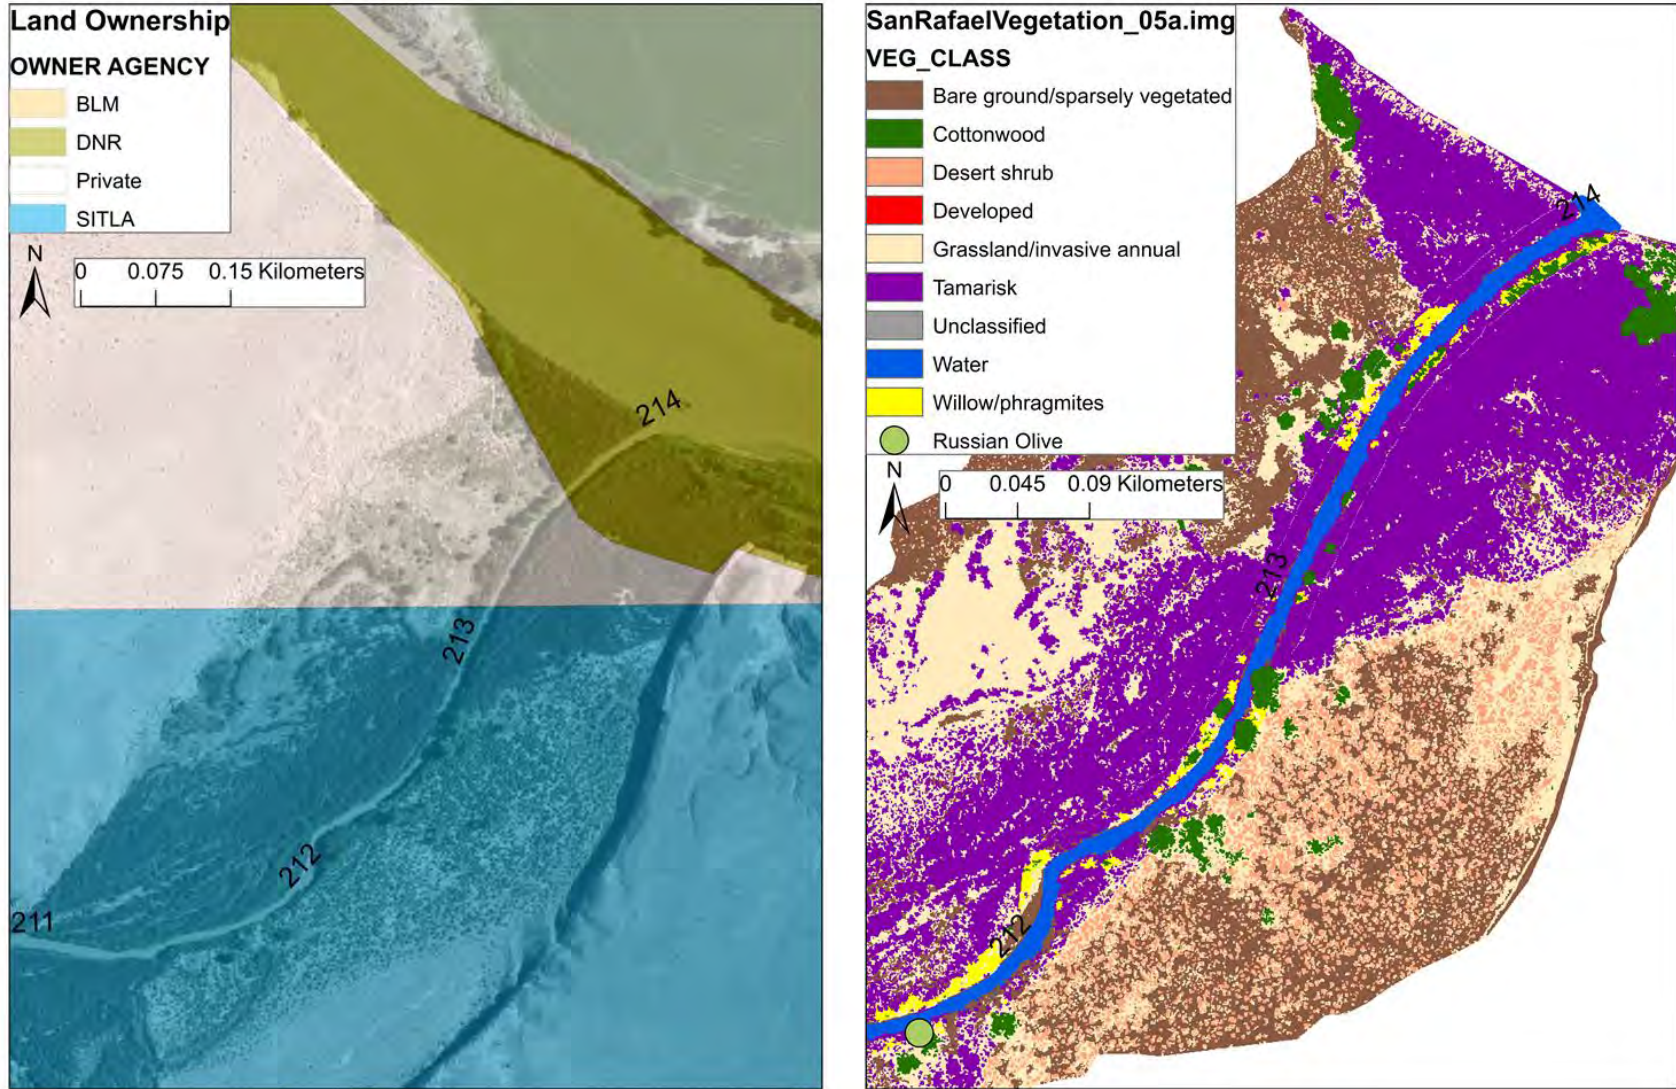 Land Ownership
OWNER AGENCY
BLM
DNR
Private
SITLA
N
0 0.075 0.15 Kilometers
214
213
212
211
SanRafaelVegetation_05a.img
VEG_CLASS
Bare ground/sparsely vegetated
Cottonwood
Desert shrub
Developed
Grassland/invasive annual
Tamarisk
Unclassified
Water
Willow/phragmites
Russian Olive
N
0 0.045 0.09 Kilometers
214
213
212